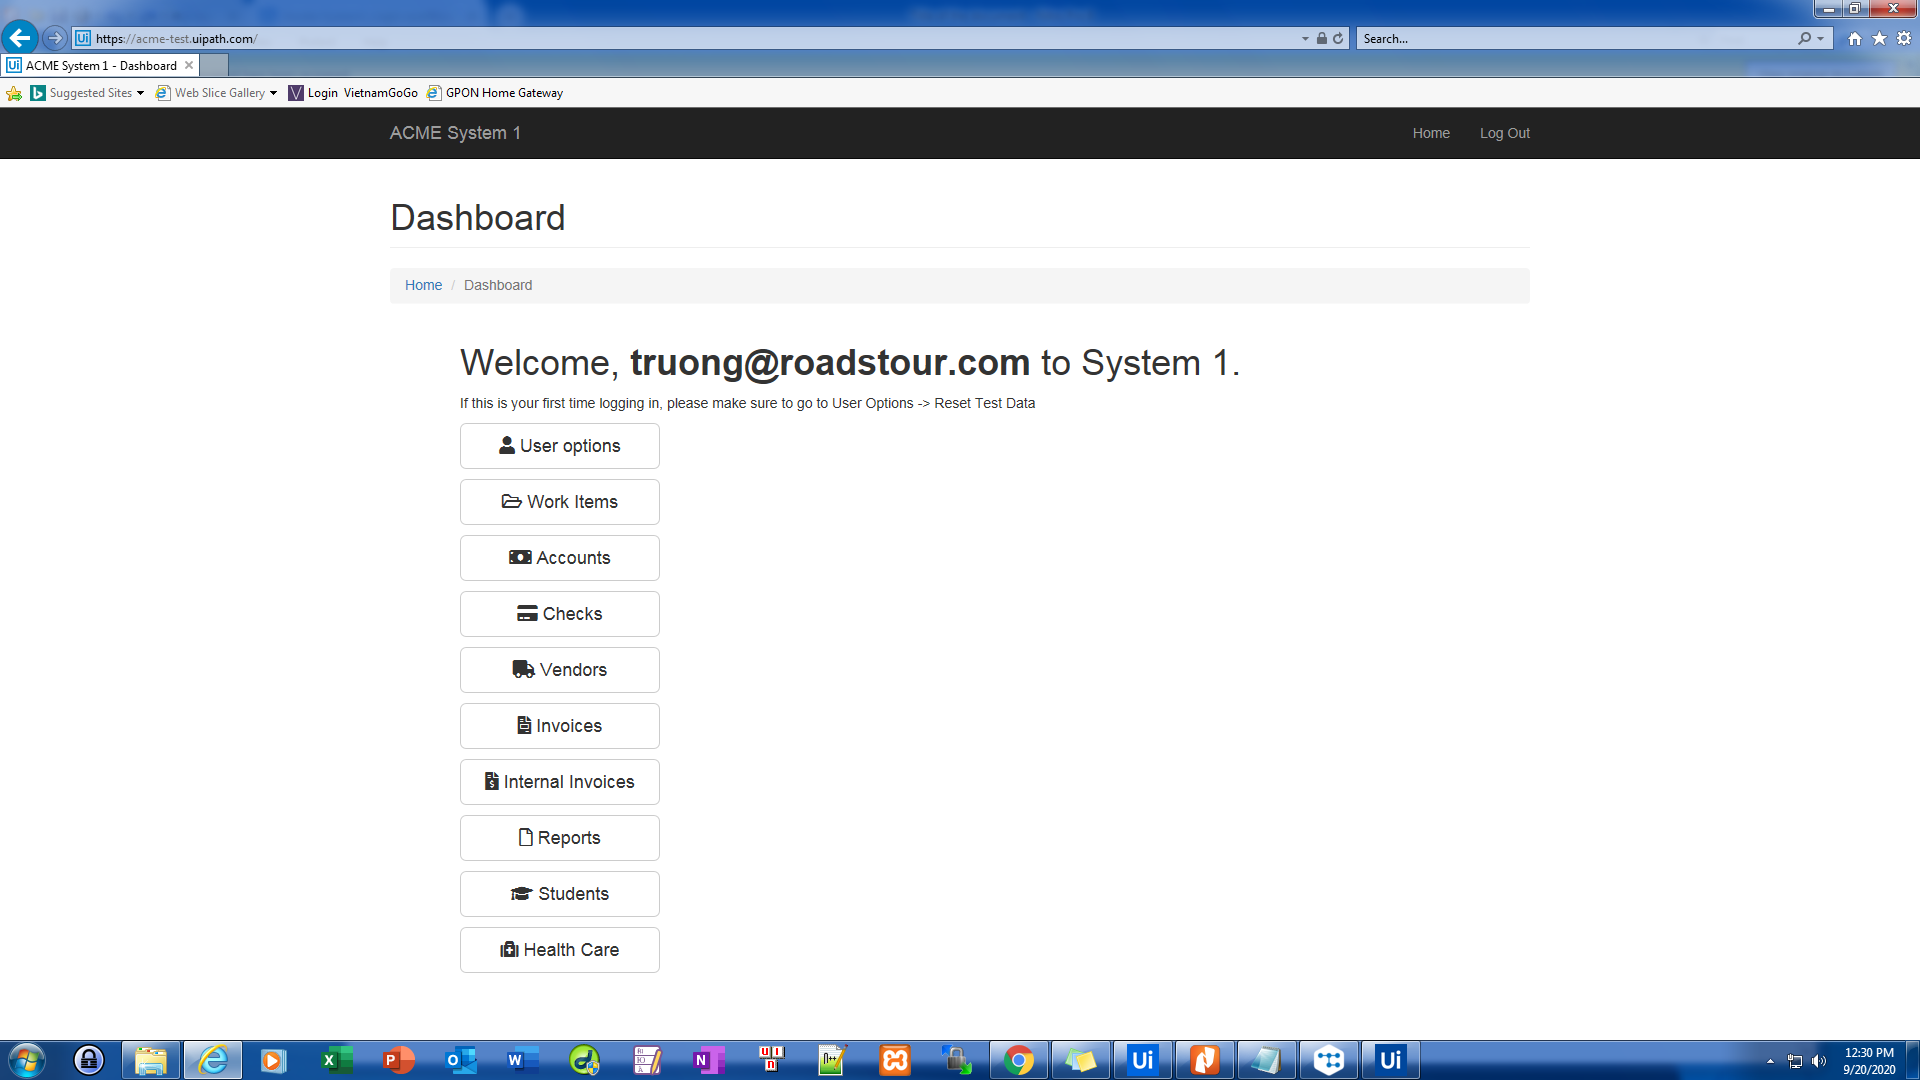 https://acme-test.uipath.com/
Search...
ACME System 1 - Dashboard
Suggested Sites
Web Slice Gallery
Login VietnamGoGo
GPON Home Gateway
ACME System 1
Home
Log Out
Dashboard
Home / Dashboard
Welcome, truong@roadstour.com to System 1.
If this is your first time logging in, please make sure to go to User Options -> Reset Test Data
User options
Work Items
Accounts
Checks
Vendors
Invoices
Internal Invoices
Reports
Students
Health Care
12:30 PM
9/20/2020